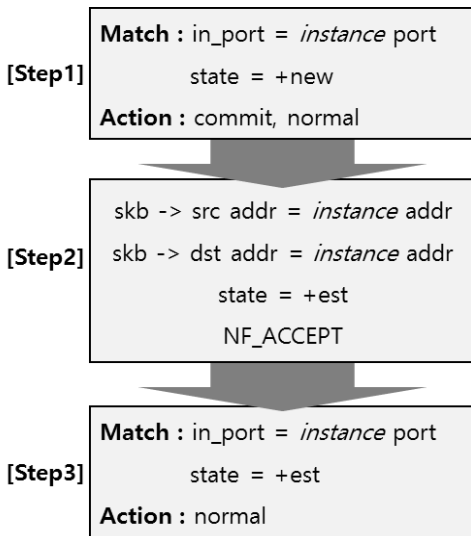 [Step1]
Match : in_port = instance port
state = +new
Action : commit, normal
[Step2]
skb -> src addr = instance addr
skb -> dst addr = instance addr
state = +est
NF_ACCEPT
[Step3]
Match : in_port = instance port
state = +est
Action : normal